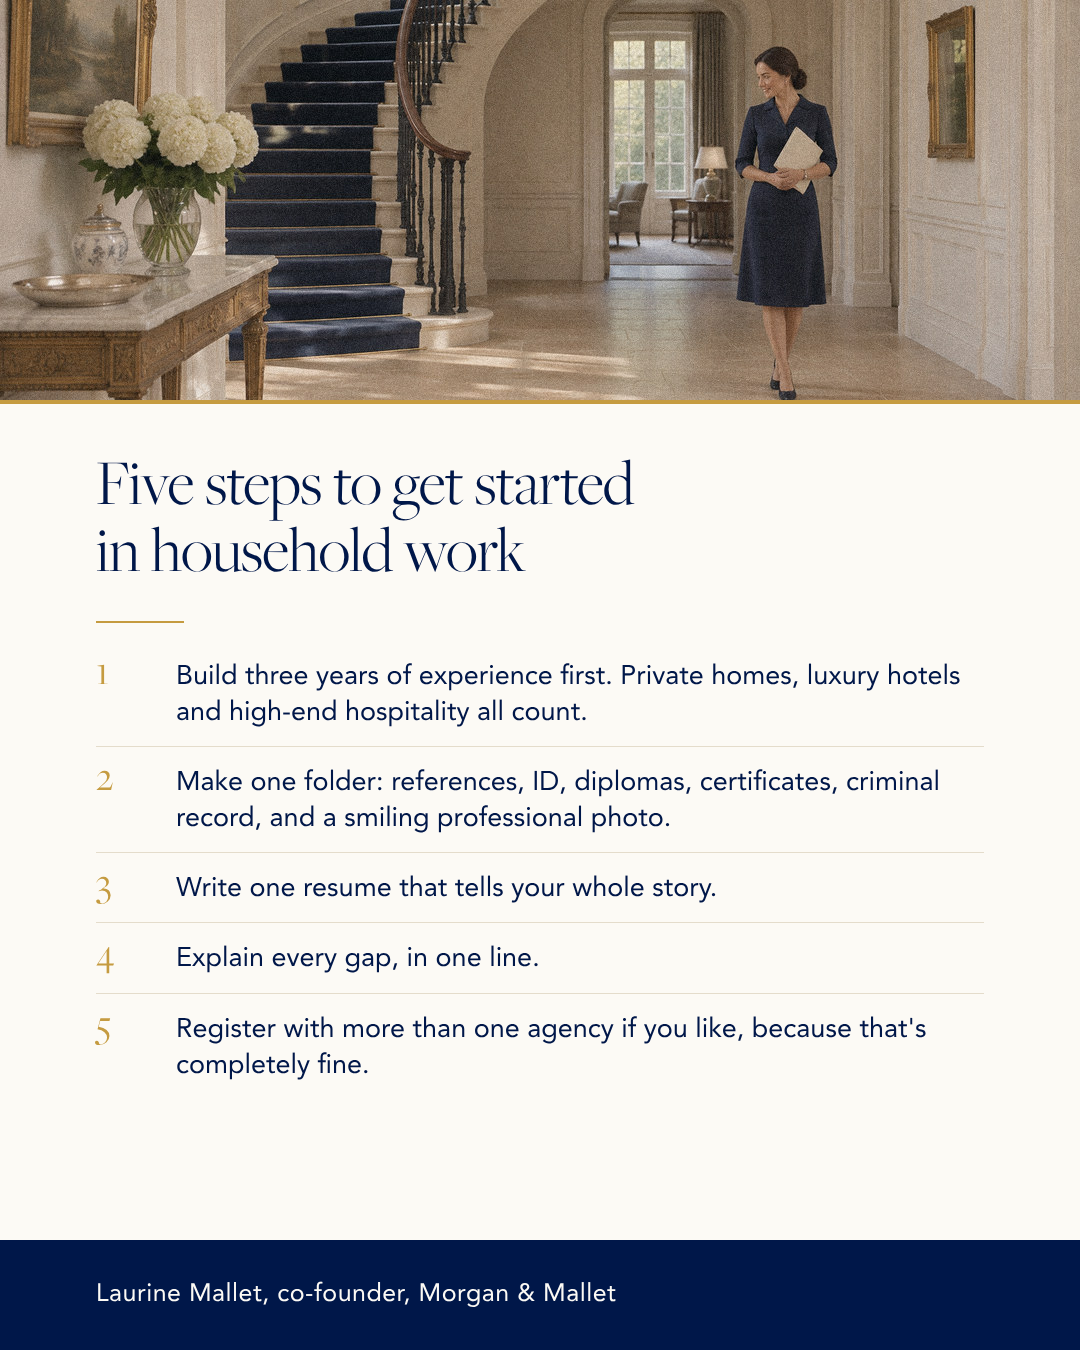 Five steps to get started
in household work
1 Build three years of experience first. Private homes, luxury hotels
and high-end hospitality all count.
2 Make one folder: references, ID, diplomas, certificates, criminal
record, and a smiling professional photo.
3 Write one resume that tells your whole story.
4 Explain every gap, in one line.
5 Register with more than one agency if you like, because that's
completely fine.
Laurine Mallet, co-founder, Morgan & Mallet